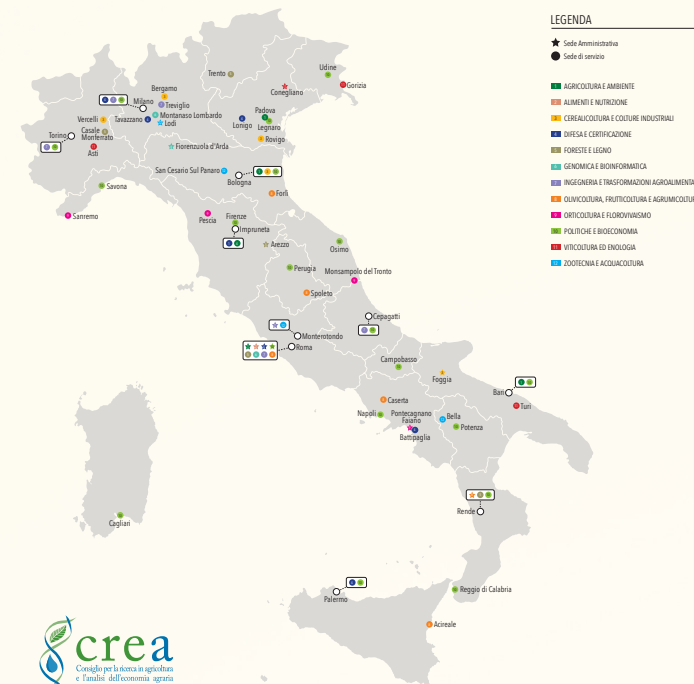 LEGENDA
Sede Amministrativa
Sede di servizio
AGRICOLTURA E AMBIENTE
ALIMENTI E NUTRIZIONE
CEREALICOLTURA E COLTURE INDUSTRIALI
DIFESA E CERTIFICAZIONE
FORESTE E LEGNO
GENOMICA E BIOINFORMATICA
INGEGNERIA E TRASFORMAZIONI AGROALIMENTA
OLIVICOLTURA, FRUTTICOLTURA E AGRUMICOLTUR
ORTICOLTURA E FLOROVIVAISMO
POLITICHE E BIOECONOMIA
VITICOLTURA ED ENOLOGIA
ZOOTECNIA E ACQUACOLTURA
Trento
Udine
Gorizia
Conegliano
Bergamo
Milano
Treviglio
Vercelli
Tavazzano
Montanaso Lombardo
Lodi
Padova
Lonigo
Legnaro
Rovigo
Torino
Casale
Monferrato
Asti
Fiorenzuola d'Arda
San Cesario Sul Panaro
Bologna
Savona
Forlì
Sanremo
Pescia
Firenze
Impruneta
Arezzo
Osimo
Perugia
Monsampolo del Tronto
Spoleto
Cepagatti
Monterotondo
Roma
Campobasso
Foggia
Bari
Turi
Caserta
Napoli
Pontecagnano
Faiano
Battipaglia
Bella
Potenza
Rende
Cagliari
Palermo
Reggio di Calabria
Acireale
crea
Consiglio per la ricerca in agricoltura
e l'analisi dell'economia agraria